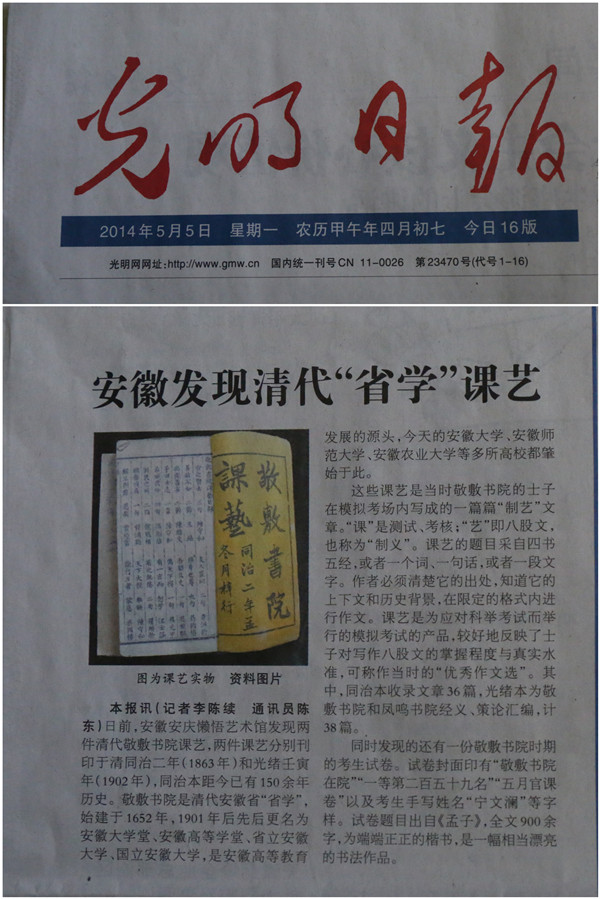 光明日报
2014年5月5日 星期一 农历甲午年四月初七 今日16版
光明网网址:http://www.gmw.cn 国内统一刊号CN 11-0026 第23470号(代号1-16)
安徽发现清代“省学”课艺
敬敷書院
課藝
同治二年孟
冬月梓行
图为课艺实物 资料图片
本报讯(记者李陈续 通讯员陈
东)日前,安徽安庆懒悟艺术馆发现两
件清代敬敷书院课艺,两件课艺分别刊
印于清同治二年(1863年)和光绪壬寅
年(1902年),同治本距今已有150余年
历史。敬敷书院是清代安徽省“省学”,
始建于1652年,1901年后先后更名为
安徽大学堂、安徽高等学堂、省立安徽
大学、国立安徽大学,是安徽高等教育
发展的源头,今天的安徽大学、安徽师
范大学、安徽农业大学等多所高校都肇
始于此。
这些课艺是当时敬敷书院的士子
在模拟考场内写成的一篇篇“制艺”文
章。“课”是测试、考核;“艺”即八股文,
也称为“制义”。课艺的题目采自四书
五经,或者一个词、一句话,或者一段文
字。作者必须清楚它的出处,知道它的
上下文和历史背景,在限定的格式内进
行作文。课艺是为应对科举考试而举
行的模拟考试的产品,较好地反映了士
子对写作八股文的掌握程度与真实水
准,可称作当时的“优秀作文选”。其
中,同治本收录文章36篇,光绪本为敬
敷书院和凤鸣书院经义、策论汇编,计
38篇。
同时发现的还有一份敬敷书院时期
的考生试卷。试卷封面印有“敬敷书院
在院”“一等第二百五十九名”“五月官课
卷”以及考生手写姓名“宁文澜”等字
样。试卷题目出自《孟子》,全文900余
字,为端端正正的楷书,是一幅相当漂亮
的书法作品。